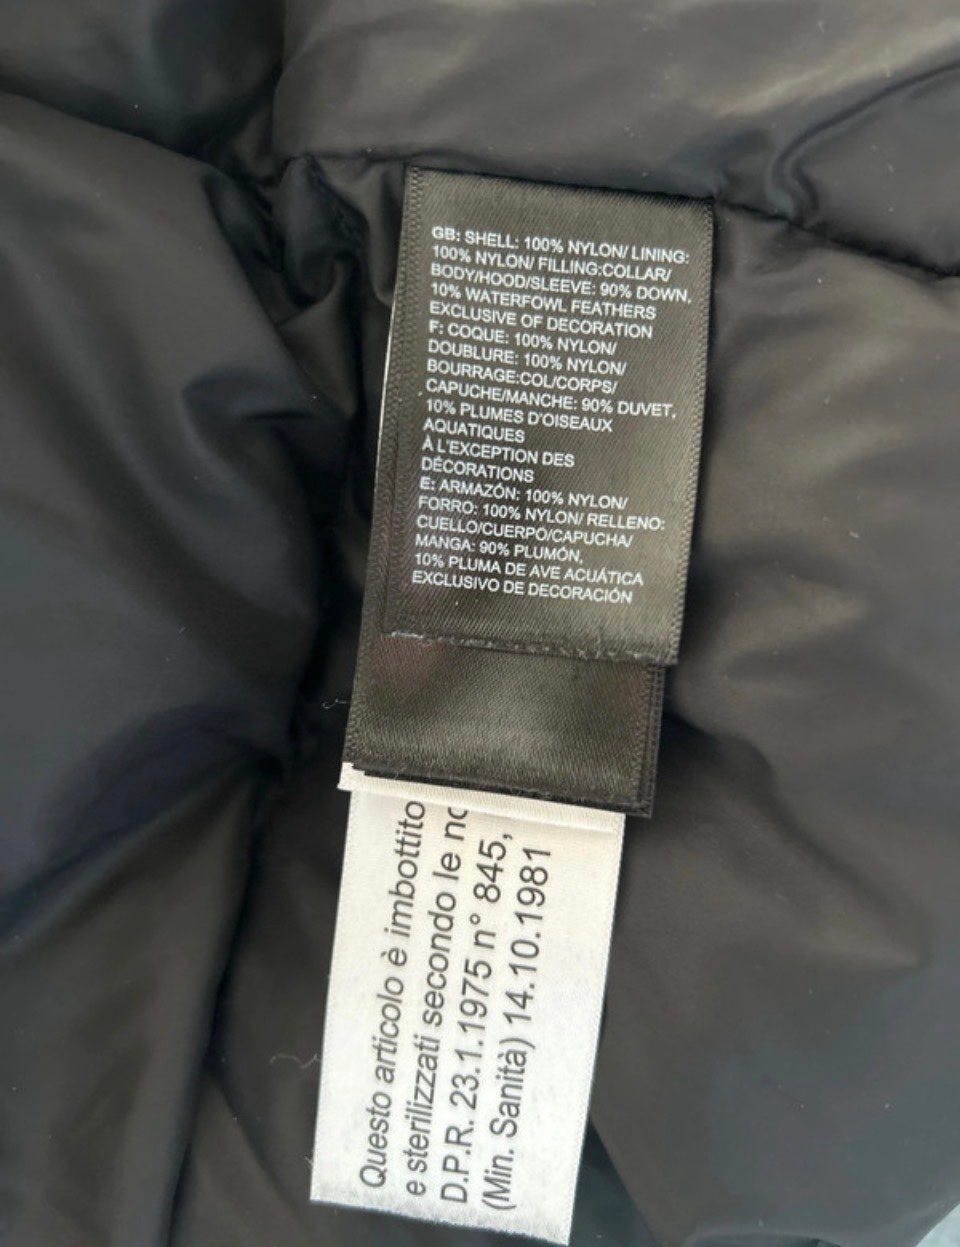 GB: SHELL: 100% NYLON/ LINING:
100% NYLON/ FILLING:COLLAR/
BODY/HOOD/SLEEVE: 90% DOWN,
10% WATERFOWL FEATHERS
EXCLUSIVE OF DECORATION
F: COQUE: 100% NYLON/
DOUBLURE: 100% NYLON/
BOURRAGE:COL/CORPS/
CAPUCHE/MANCHE: 90% DUVET,
10% PLUMES D'OISEAUX
AQUATIQUES
À L'EXCEPTION DES
DÉCORATIONS
E: ARMAZÓN: 100% NYLON/
FORRO: 100% NYLON/ RELLENO:
CUELLO/CUERPO/CAPUCHA/
MANGA: 90% PLUMÓN,
10% PLUMA DE AVE ACUÁTICA
EXCLUSIVO DE DECORACIÓN
Questo articolo è imbottito
e sterilizzati secondo le
D.P.R. 23.1.1975 n° 845,
(Min. Sanità) 14.10.1981